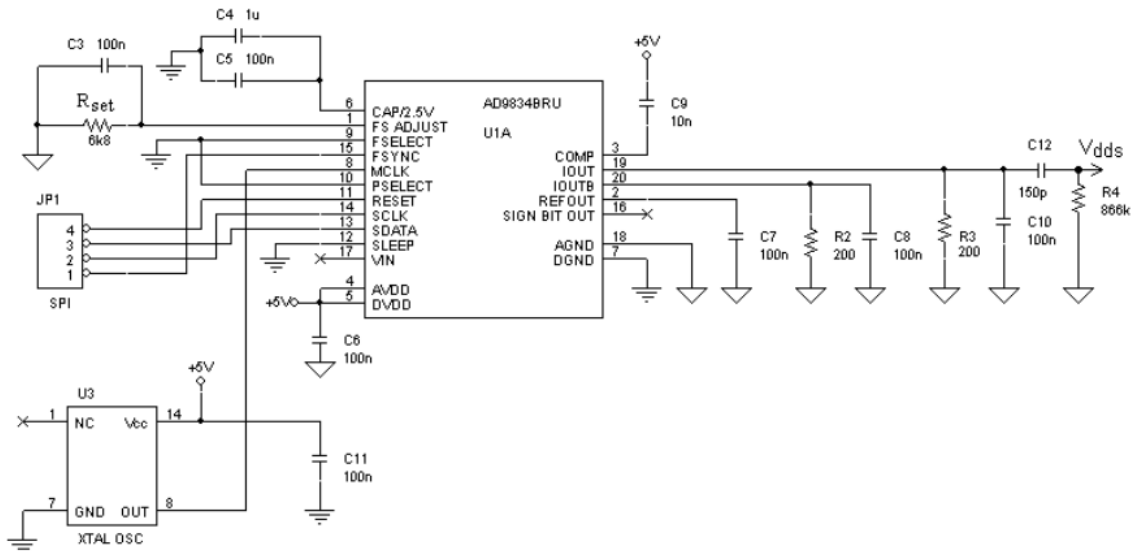 C4 1u
C3 100n
C5 100n
+5V
Rset
6k8
AD9834BRU
U1A
C9
10n
6 CAP/2.5V
1 FS ADJUST
9 FSELECT
15 FSYNC
8 MCLK
10 PSELECT
11 RESET
14 SCLK
13 SDATA
12 SLEEP
17 VIN
4 AVDD
5 DVDD
COMP 3
IOUT 19
IOUTB 20
REFOUT 2
SIGN BIT OUT 16
AGND 18
DGND 7
C12
150p
Vdds
R4
866k
JP1
4
3
2
1
SPI
C7
100n
R2
200
C8
100n
R3
200
C10
100n
+5V
C6
100n
+5V
U3
1 NC Vcc 14
7 GND OUT 8
XTAL OSC
C11
100n